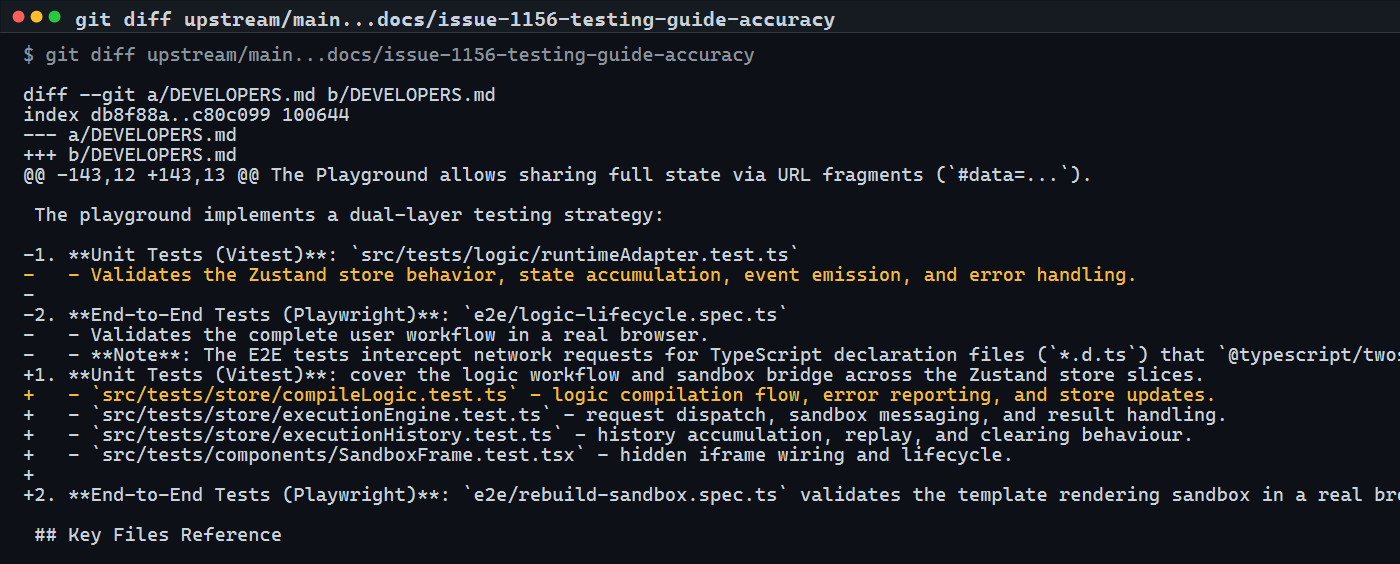 git diff upstream/main...docs/issue-1156-testing-guide-accuracy
$ git diff upstream/main...docs/issue-1156-testing-guide-accuracy
diff --git a/DEVELOPERS.md b/DEVELOPERS.md
index db8f88a..c80c099 100644
--- a/DEVELOPERS.md
+++ b/DEVELOPERS.md
@@ -143,12 +143,13 @@ The Playground allows sharing full state via URL fragments (`#data=...`).
 The playground implements a dual-layer testing strategy:
-1. **Unit Tests (Vitest)**: `src/tests/logic/runtimeAdapter.test.ts`
-   - Validates the Zustand store behavior, state accumulation, event emission, and error handling.
-
-2. **End-to-End Tests (Playwright)**: `e2e/logic-lifecycle.spec.ts`
-   - Validates the complete user workflow in a real browser.
-   - **Note**: The E2E tests intercept network requests for TypeScript declaration files (`*.d.ts`) that `@typescript/twos
+1. **Unit Tests (Vitest)**: cover the logic workflow and sandbox bridge across the Zustand store slices.
+   - `src/tests/store/compileLogic.test.ts` - logic compilation flow, error reporting, and store updates.
+   - `src/tests/store/executionEngine.test.ts` - request dispatch, sandbox messaging, and result handling.
+   - `src/tests/store/executionHistory.test.ts` - history accumulation, replay, and clearing behaviour.
+   - `src/tests/components/SandboxFrame.test.tsx` - hidden iframe wiring and lifecycle.
+
+2. **End-to-End Tests (Playwright)**: `e2e/rebuild-sandbox.spec.ts` validates the template rendering sandbox in a real bro
 ## Key Files Reference